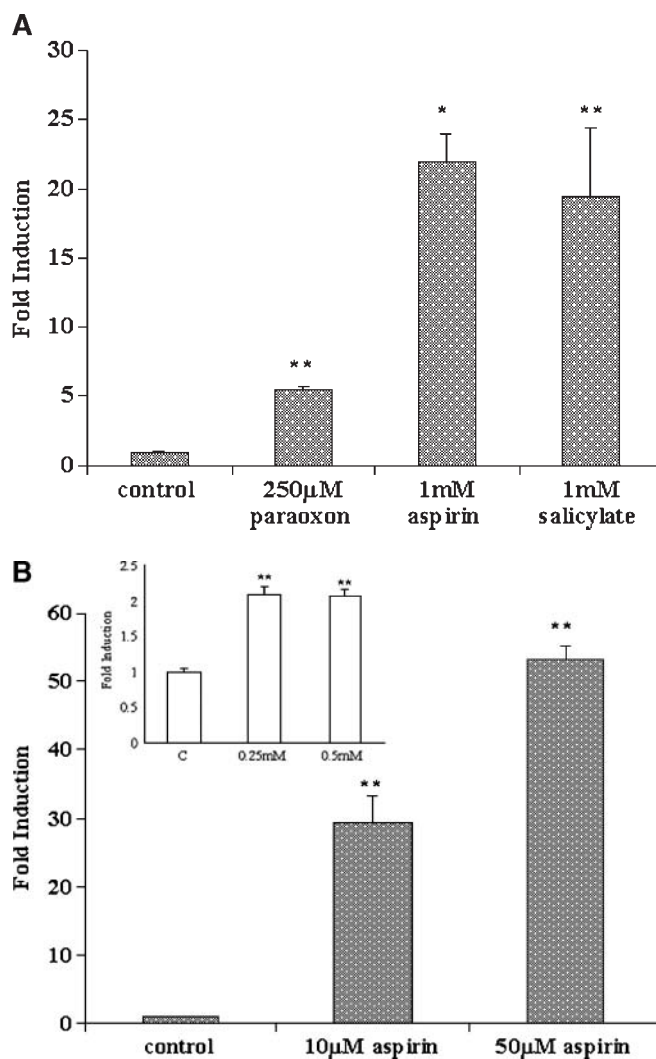 A
30
25
20
15
10
5
0
Fold Induction
*
**
**
control
250µM
paraoxon
1mM
aspirin
1mM
salicylate
B
60
50
40
30
20
10
0
Fold Induction
2.5
2
1.5
1
0.5
0
Fold Induction
**
**
C
0.25mM
0.5mM
**
**
control
10µM aspirin
50µM aspirin